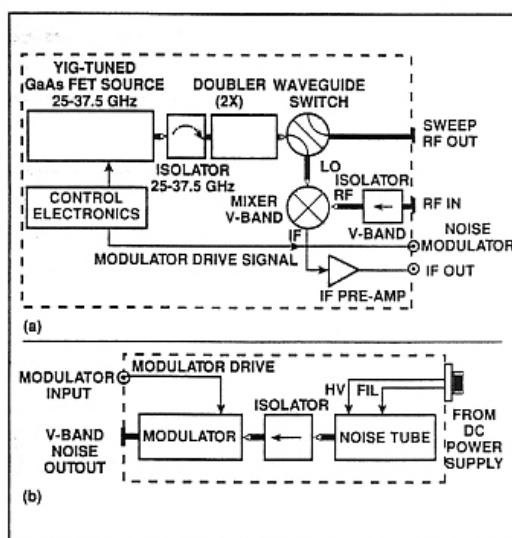 YIG-TUNED
GaAs FET SOURCE
25-37.5 GHz
DOUBLER
(2X)
WAVEGUIDE
SWITCH
SWEEP
RF OUT
ISOLATOR
25-37.5 GHz
LO
CONTROL
ELECTRONICS
MIXER
V-BAND
RF
ISOLATOR
V-BAND
RF IN
IF
NOISE
MODULATOR
MODULATOR DRIVE SIGNAL
IF OUT
IF PRE-AMP
(a)
MODULATOR
INPUT
MODULATOR DRIVE
HV
FIL
ISOLATOR
V-BAND
NOISE
OUTOUT
MODULATOR
NOISE TUBE
FROM
DC
POWER
SUPPLY
(b)